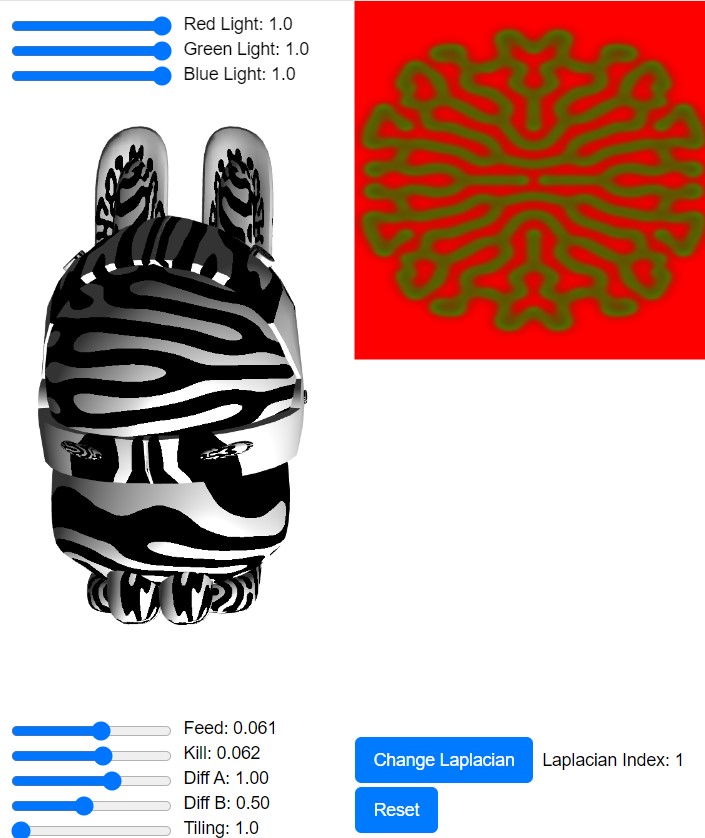 Red Light: 1.0
Green Light: 1.0
Blue Light: 1.0
Feed: 0.061
Kill: 0.062
Diff A: 1.00
Diff B: 0.50
Tiling: 1.0
Change Laplacian
Laplacian Index: 1
Reset